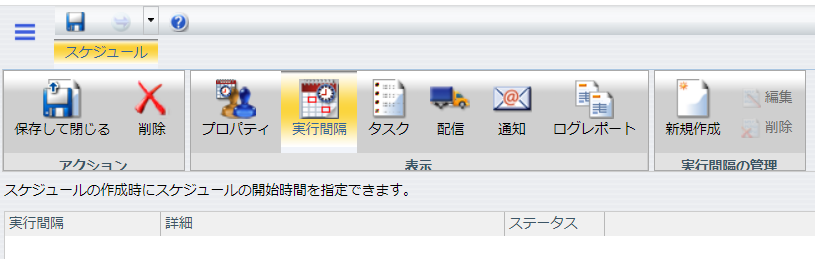 スケジュール
保存して閉じる 削除 プロパティ 実行間隔 タスク 配信 通知 ログレポート 新規作成 編集
削除
アクション 表示 実行間隔の管理
スケジュールの作成時にスケジュールの開始時間を指定できます。
実行間隔 詳細 ステータス